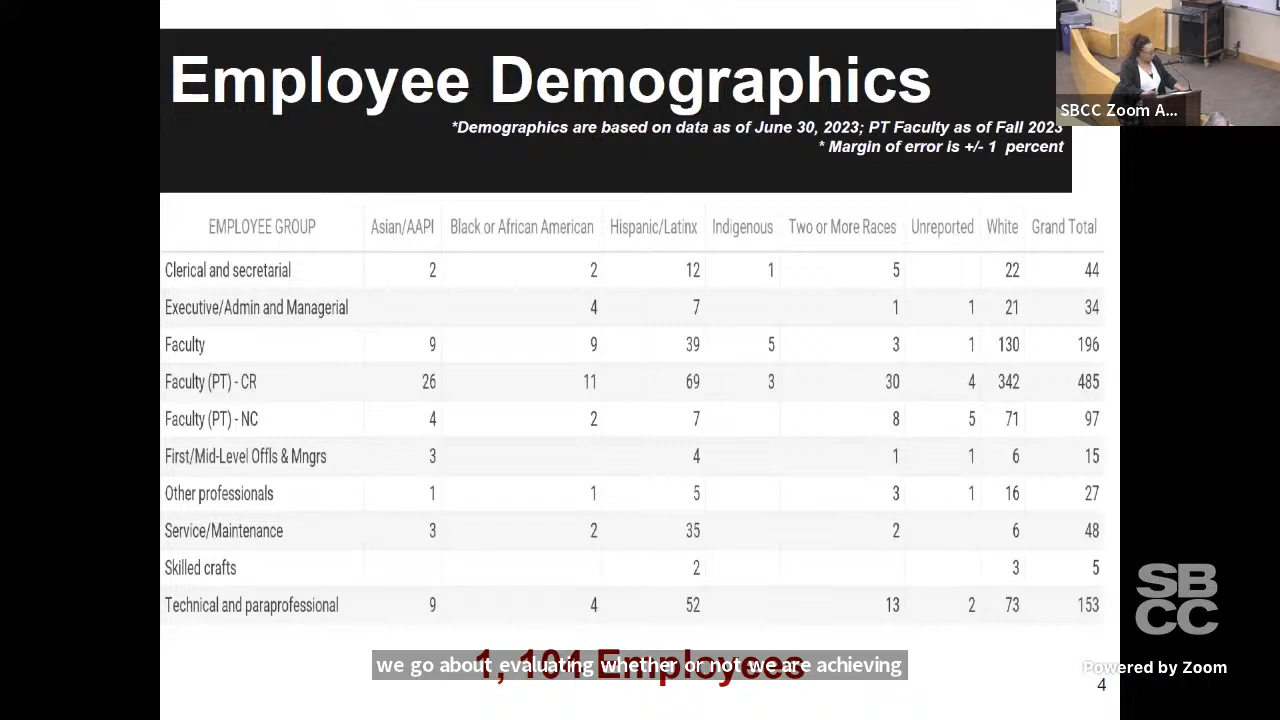 Employee Demographics
*Demographics are based on data as of June 30, 2023; PT Faculty as of Fall 2023
* Margin of error is +/- 1 percent
SBCC Zoom A...
EMPLOYEE GROUP Asian/AAPI Black or African American Hispanic/Latinx Indigenous Two or More Races Unreported White Grand Total
Clerical and secretarial 2 2 12 1 5 22 44
Executive/Admin and Managerial 4 7 1 1 21 34
Faculty 9 9 39 5 3 1 130 196
Faculty (PT) - CR 26 11 69 3 30 4 342 485
Faculty (PT) - NC 4 2 7 8 5 71 97
First/Mid-Level Offls & Mngrs 3 4 1 1 6 15
Other professionals 1 1 5 3 1 16 27
Service/Maintenance 3 2 35 2 6 48
Skilled crafts 2 3 5
Technical and paraprofessional 9 4 52 13 2 73 153
1, 104 Employees
we go about evaluating whether or not we are achieving
SB
CC
Powered by Zoom
4